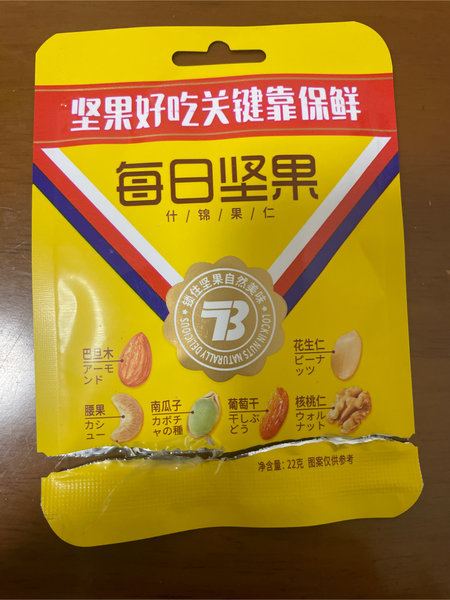 坚果好吃关键靠保鲜
每日坚果
什/锦/果/仁
锁住坚果自然美味
7B
LOCK IN NUTS NATURALLY DELICIOUS
巴旦木
アーモ
ンド
花生仁
ピーナ
ッツ
腰果
カシ
ュー
南瓜子
カボチ
ャの種
葡萄干
干しぶ
どう
核桃仁
ウォル
ナット
净含量:22克 图案仅供参考